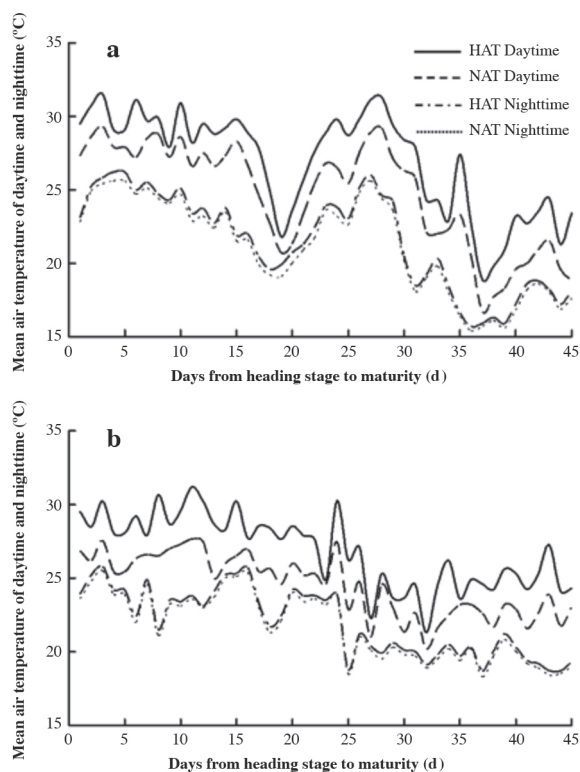 Mean air temperature of daytime and nighttime (ºC)
a
HAT Daytime
NAT Daytime
HAT Nighttime
NAT Nighttime
35
30
25
20
15
0 5 10 15 20 25 30 35 40 45
Days from heading stage to maturity (d)
Mean air temperature of daytime and nighttime (ºC)
b
35
30
25
20
15
0 5 10 15 20 25 30 35 40 45
Days from heading stage to maturity (d)